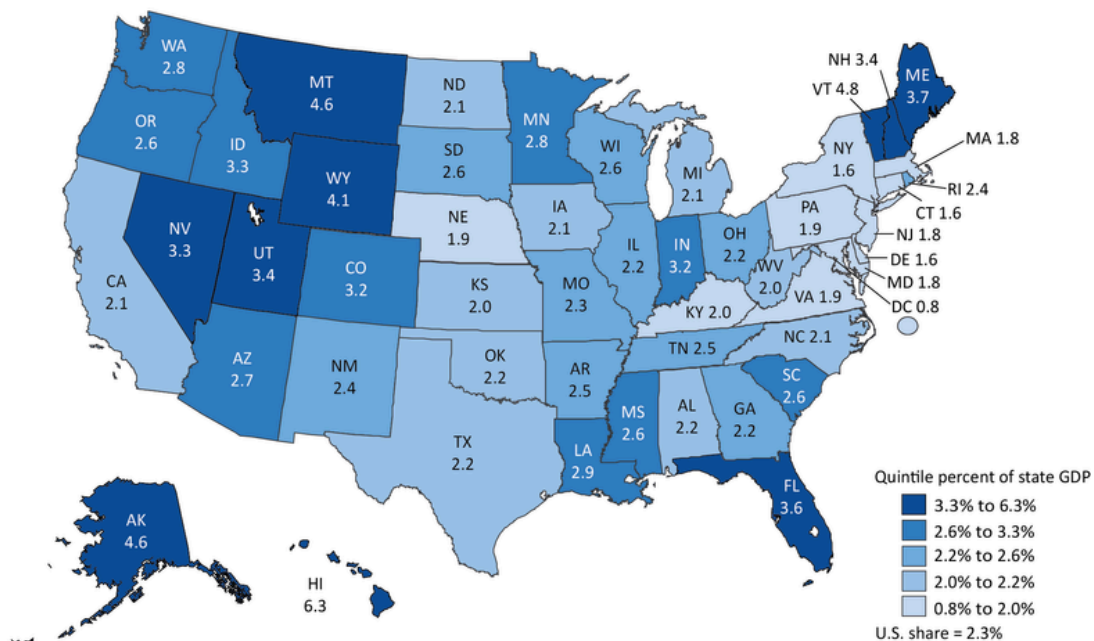 WA
2.8
MT
4.6
ND
2.1
MN
2.8
NH 3.4
VT 4.8
ME
3.7
OR
2.6
ID
3.3
WY
4.1
SD
2.6
WI
2.6
MI
2.1
NY
1.6
MA 1.8
RI 2.4
CT 1.6
NJ 1.8
DE 1.6
MD 1.8
DC 0.8
NV
3.3
UT
3.4
CO
3.2
NE
1.9
IA
2.1
IL
2.2
IN
3.2
OH
2.2
PA
1.9
WV
2.0
VA 1.9
CA
2.1
KS
2.0
MO
2.3
KY 2.0
NC 2.1
TN 2.5
AZ
2.7
NM
2.4
OK
2.2
AR
2.5
SC
2.6
MS
2.6
AL
2.2
GA
2.2
TX
2.2
LA
2.9
FL
3.6
AK
4.6
HI
6.3
Quintile percent of state GDP
3.3% to 6.3%
2.6% to 3.3%
2.2% to 2.6%
2.0% to 2.2%
0.8% to 2.0%
U.S. share = 2.3%